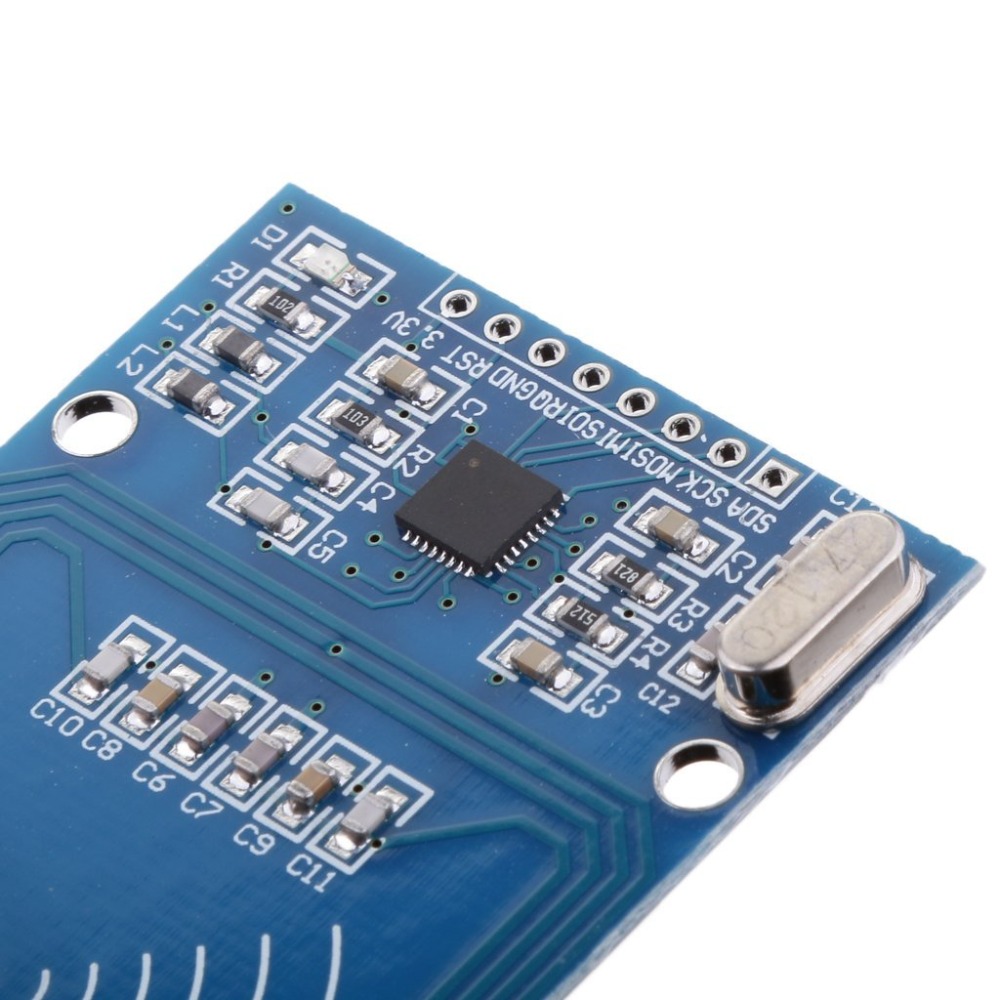 D1
R1
102
L1
L2
3.3V
RST
GND
IRQ
MISO
MOSI
SCK
SDA
C1
103
R2
C4
C5
C2
821
R3
512
R4
C3
C12
C10
C8
C6
C7
C9
C11